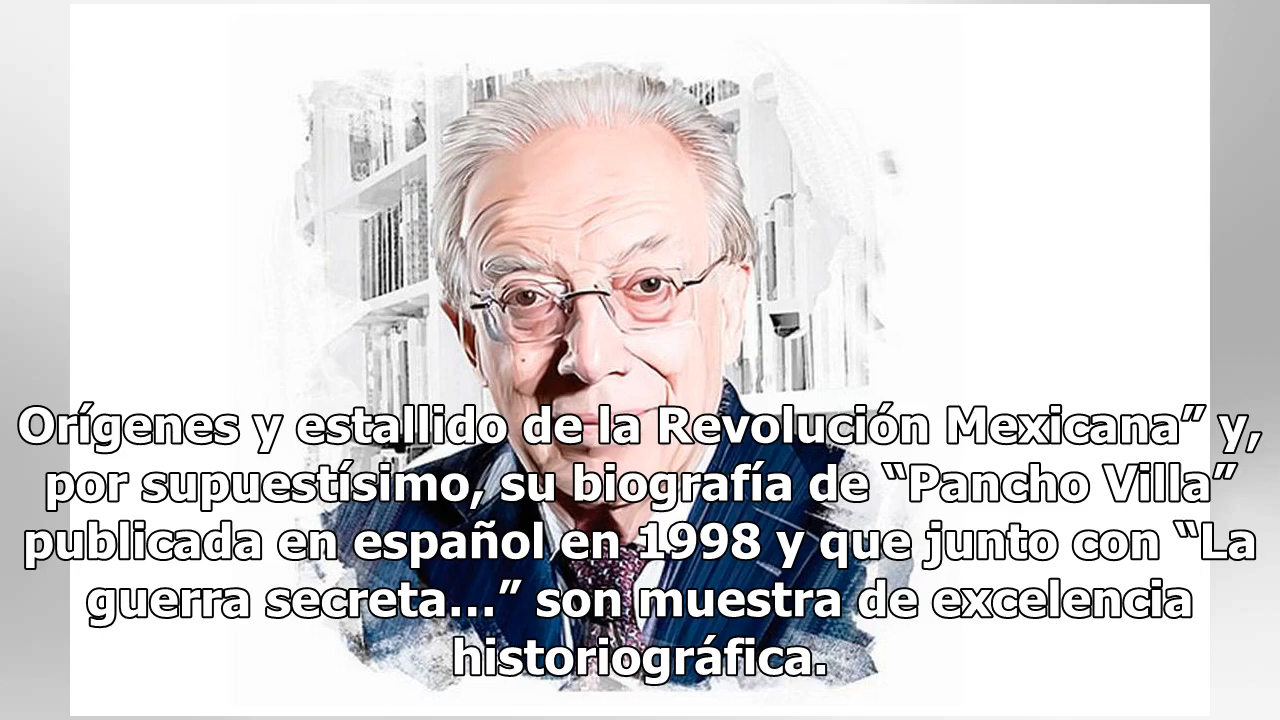 Orígenes y estallido de la Revolución Mexicana” y,
por supuestísimo, su biografía de “Pancho Villa”
publicada en español en 1998 y que junto con “La
guerra secreta...” son muestra de excelencia
historiográfica.